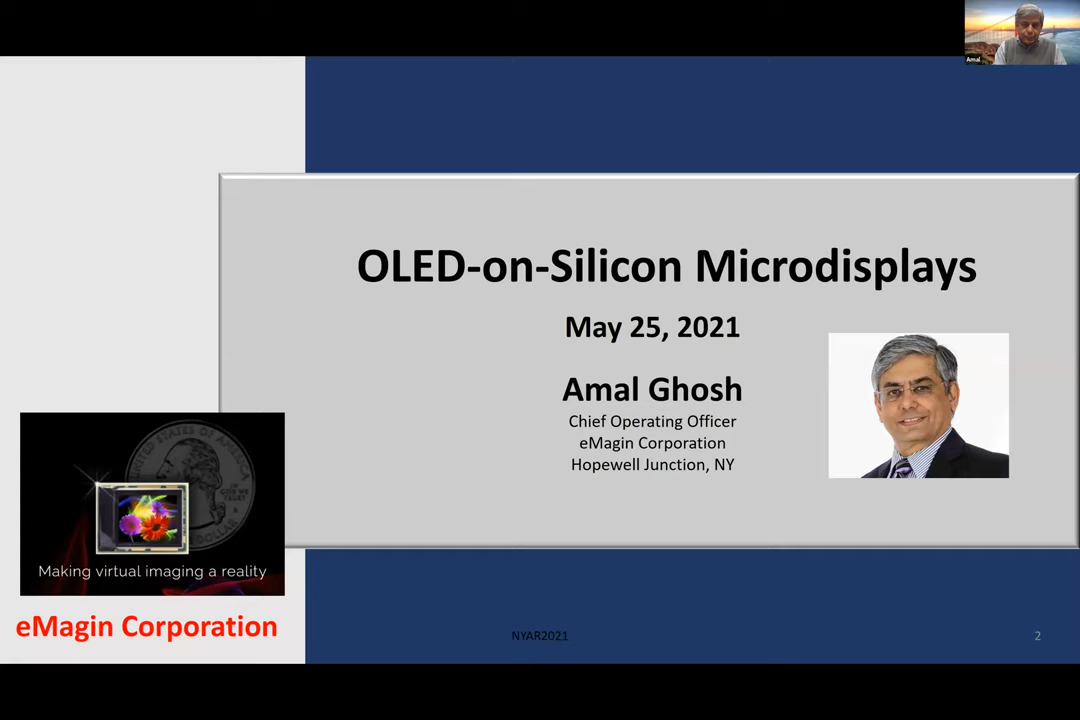 Amal
OLED-on-Silicon Microdisplays
May 25, 2021
Amal Ghosh
Chief Operating Officer
eMagin Corporation
Hopewell Junction, NY
Making virtual imaging a reality
eMagin Corporation
NYAR2021
2